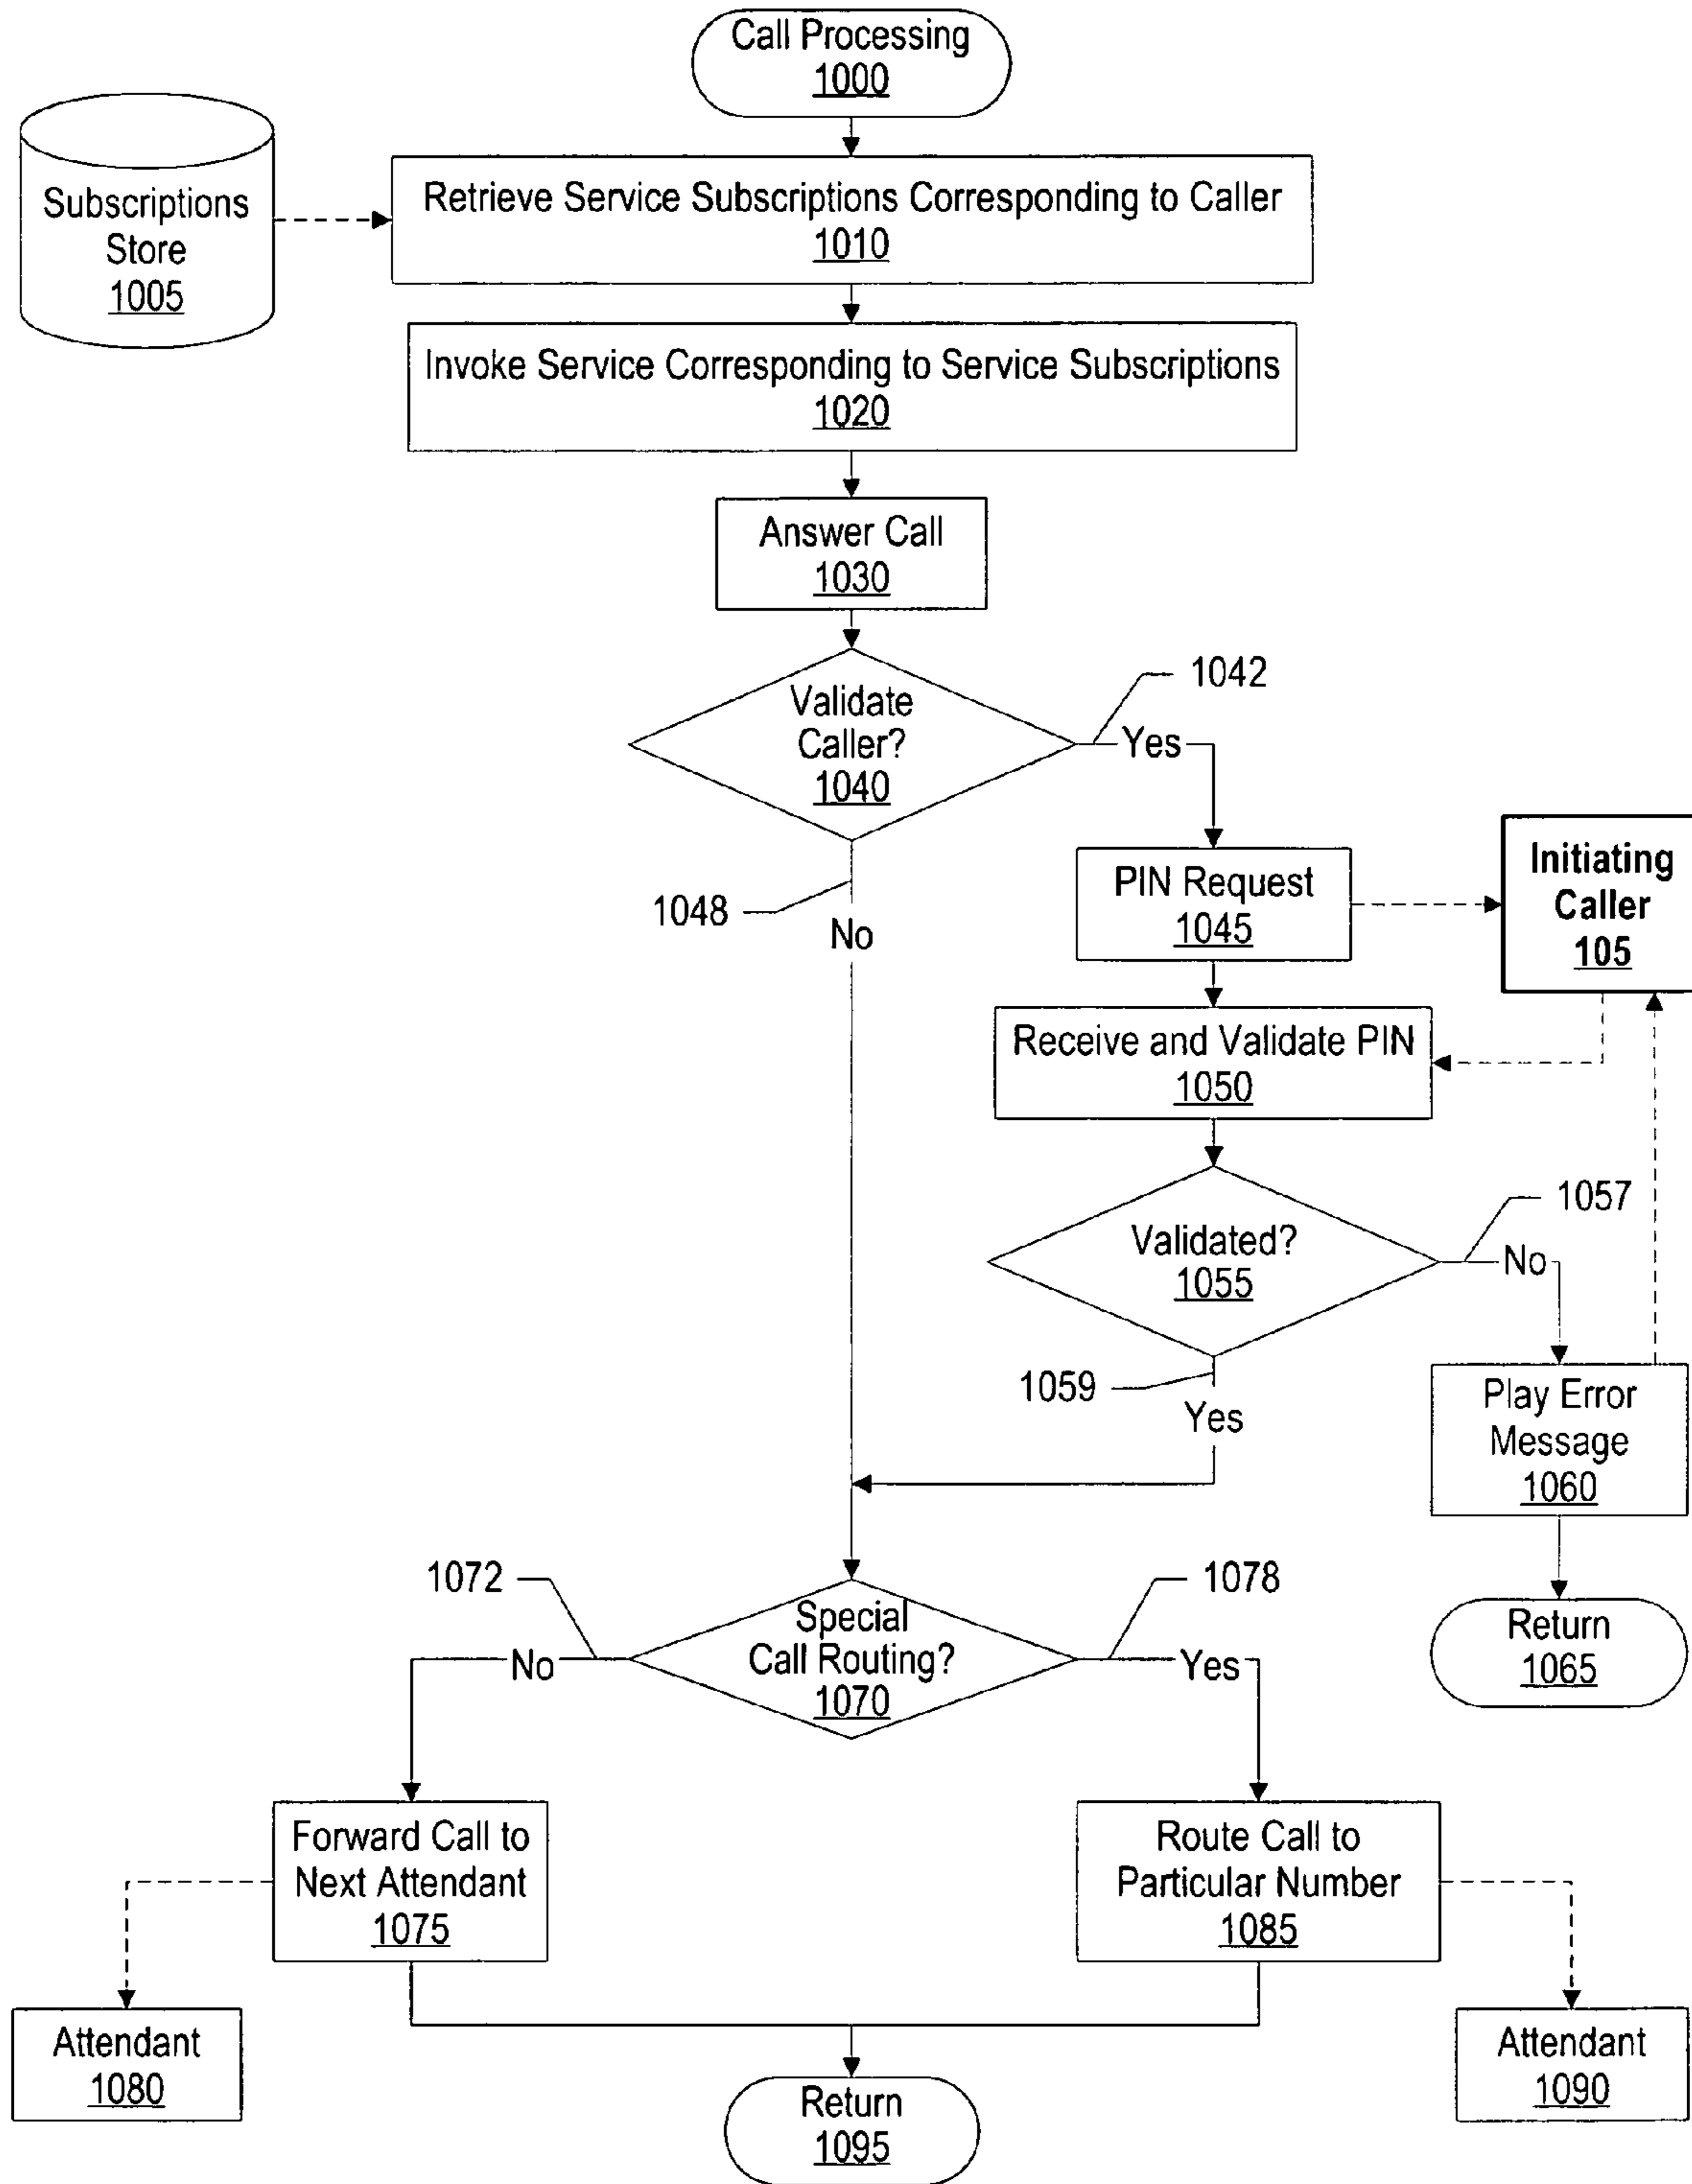 Call Processing
1000
Subscriptions
Store
1005
Retrieve Service Subscriptions Corresponding to Caller
1010
Invoke Service Corresponding to Service Subscriptions
1020
Answer Call
1030
Validate
Caller?
1040
1042
Yes
1048
No
PIN Request
1045
Initiating
Caller
105
Receive and Validate PIN
1050
Validated?
1055
1057
No
1059
Yes
Play Error
Message
1060
Return
1065
Special
Call Routing?
1070
1072
No
1078
Yes
Forward Call to
Next Attendant
1075
Route Call to
Particular Number
1085
Attendant
1080
Attendant
1090
Return
1095